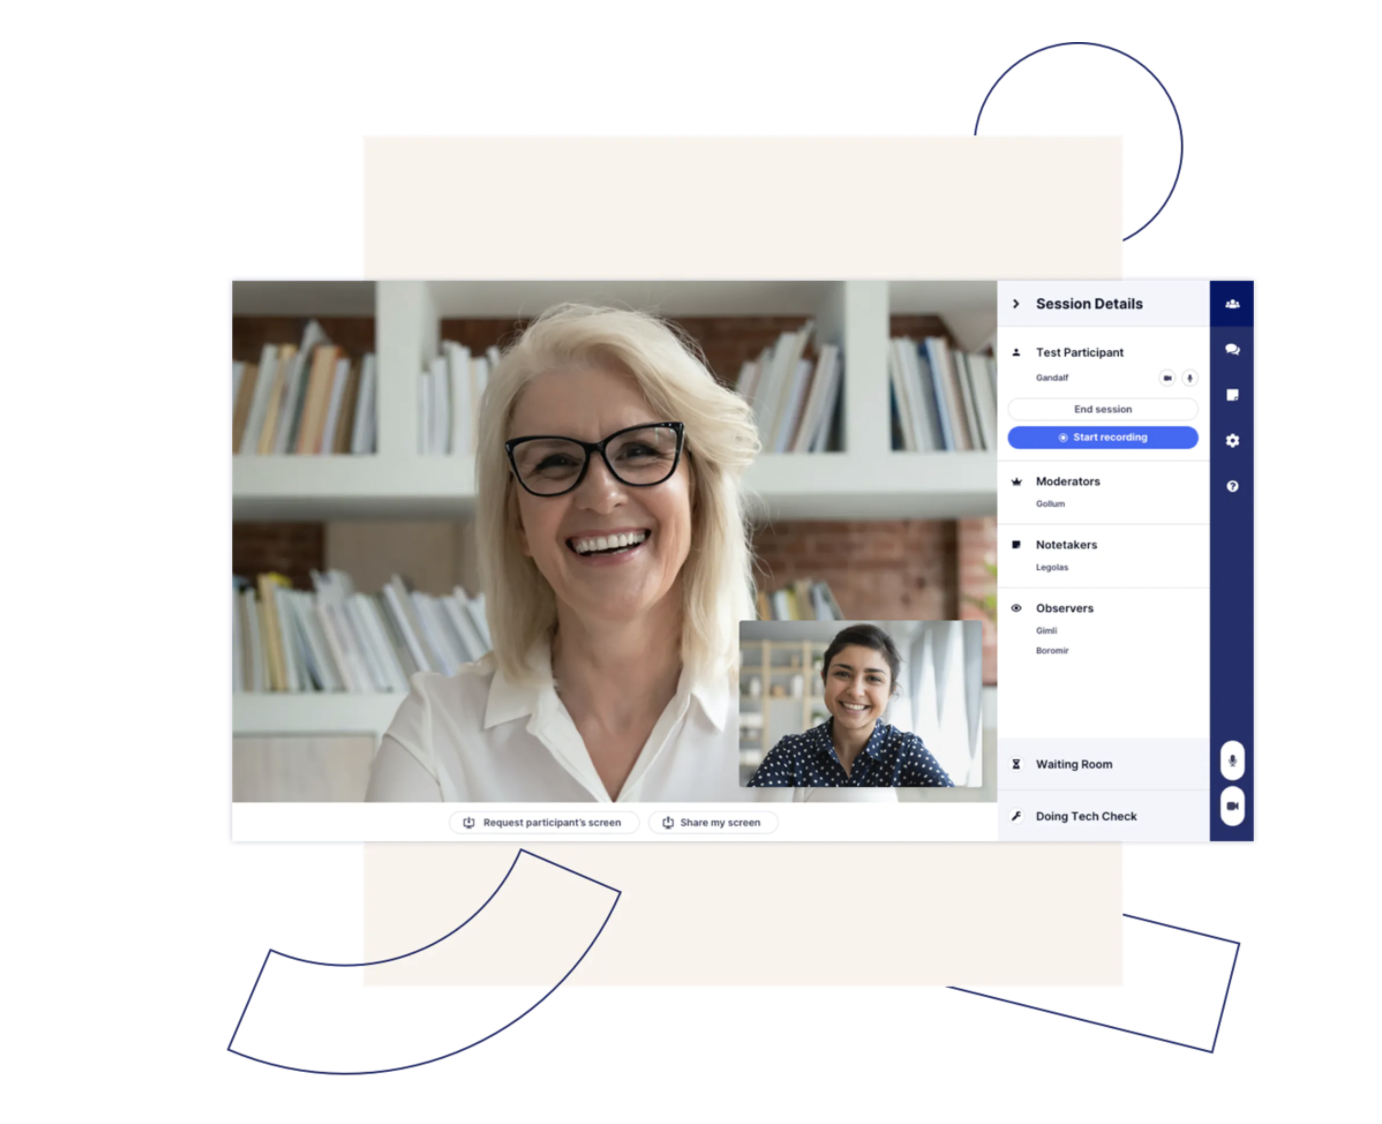 Session Details
Test Participant
Gandalf
End session
Start recording
Moderators
Gollum
Notetakers
Legolas
Observers
Gimli
Boromir
Waiting Room
Doing Tech Check
Request participant's screen
Share my screen